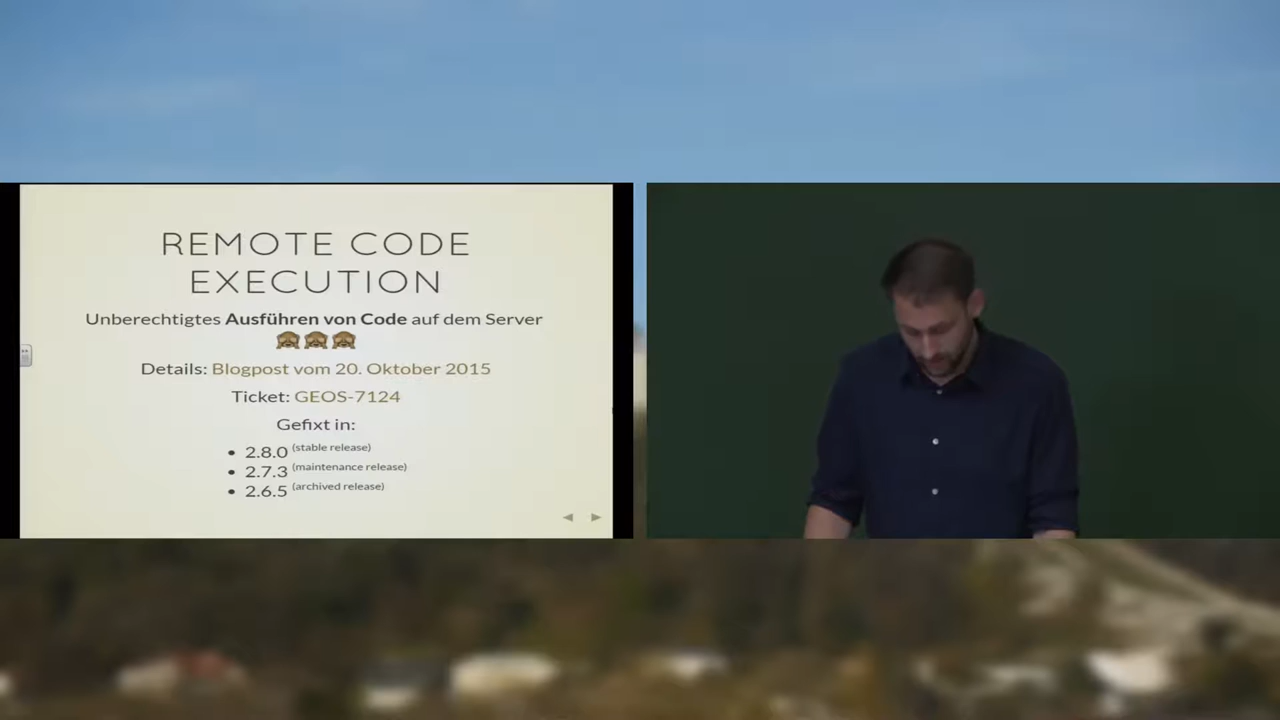 REMOTE CODE
EXECUTION
Unberechtigtes Ausführen von Code auf dem Server
🙈🙈🙈
Details: Blogpost vom 20. Oktober 2015
Ticket: GEOS-7124
Gefixt in:
• 2.8.0 (stable release)
• 2.7.3 (maintenance release)
• 2.6.5 (archived release)